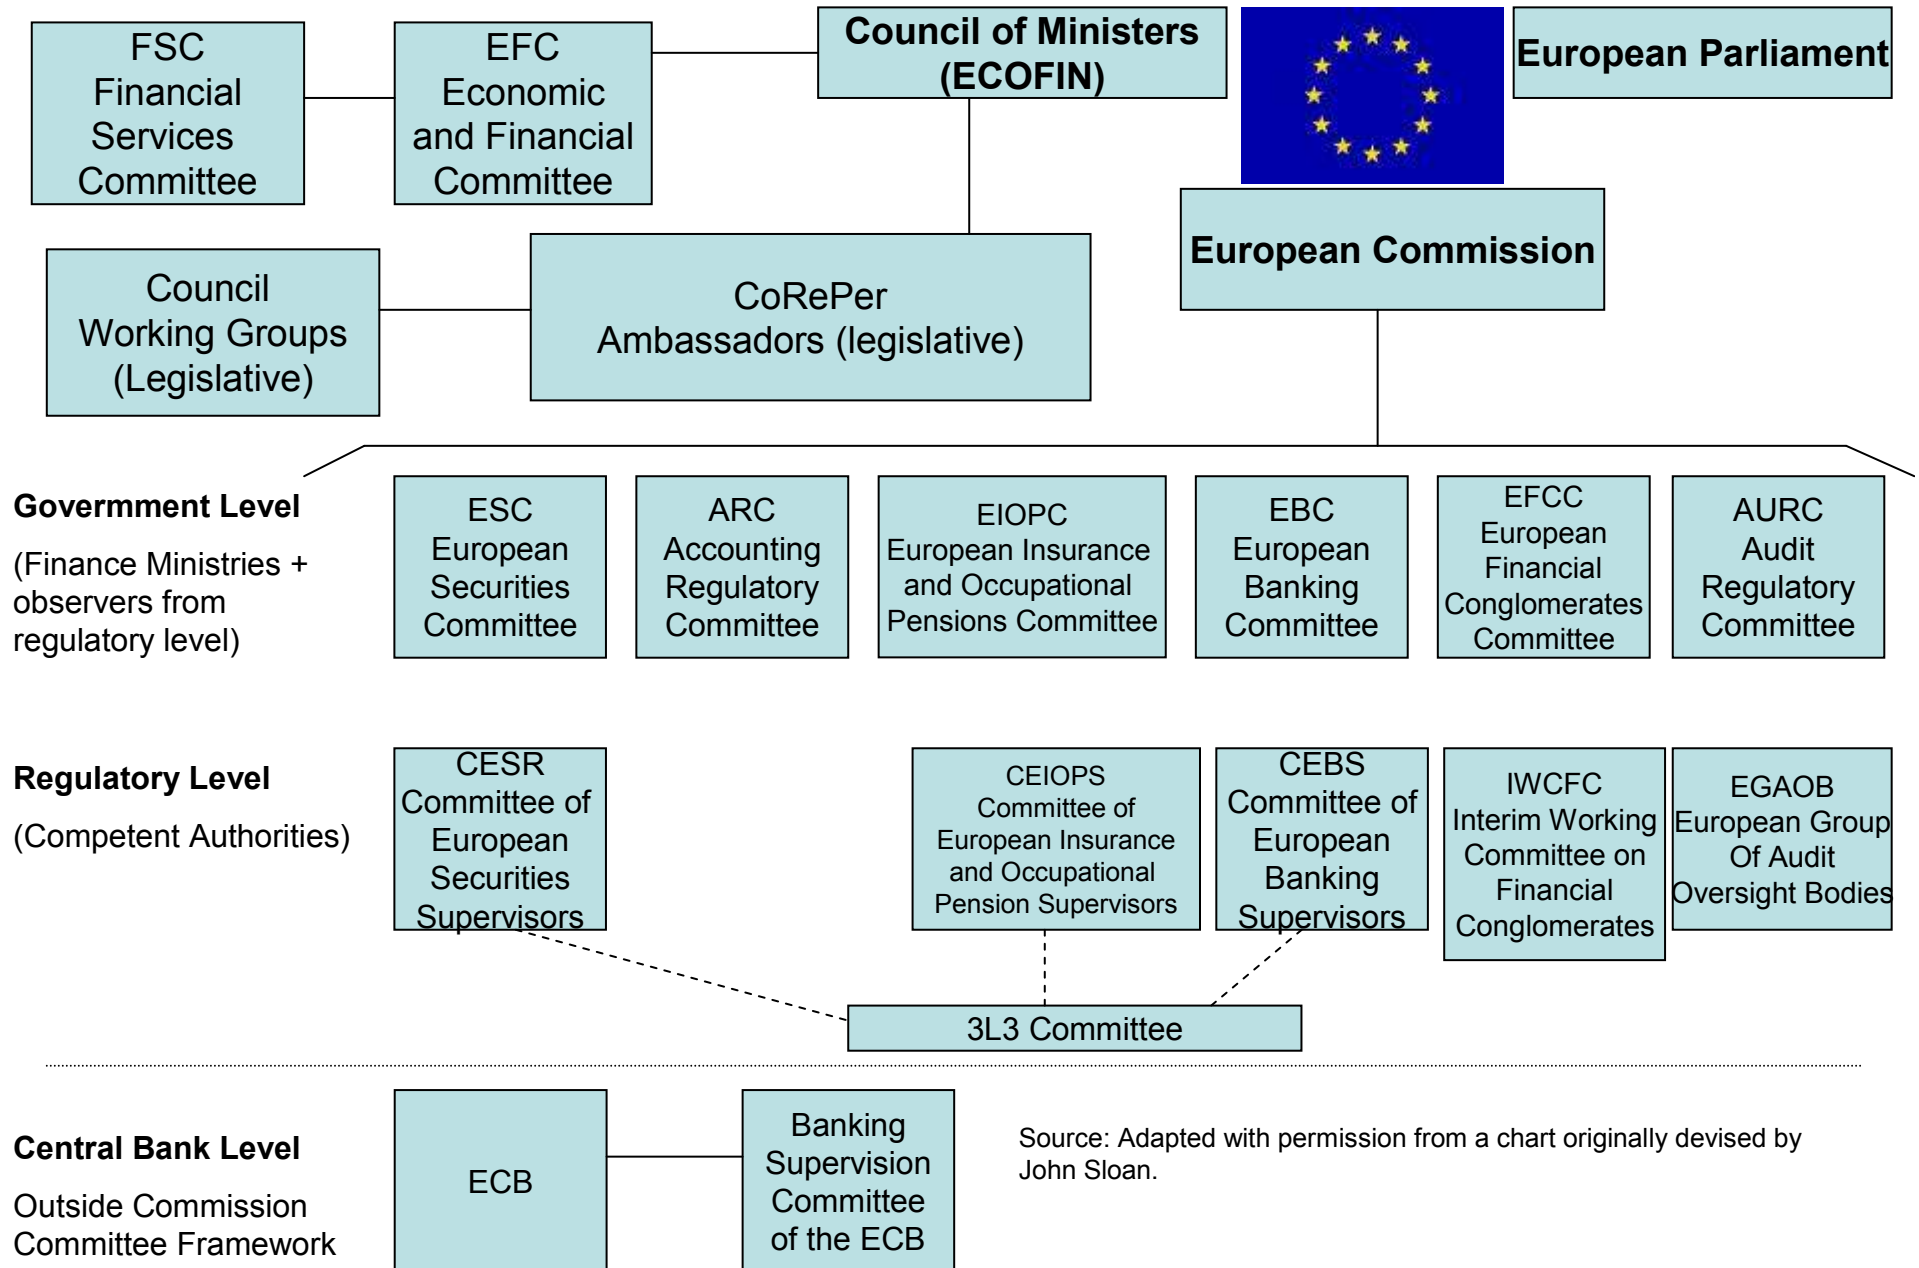 FSC
Financial
Services
Committee
EFC
Economic
and Financial
Committee
Council of Ministers
(ECOFIN)
European Parliament
European Commission
Council
Working Groups
(Legislative)
CoRePer
Ambassadors (legislative)
Govermment Level
(Finance Ministries +
observers from
regulatory level)
ESC
European
Securities
Committee
ARC
Accounting
Regulatory
Committee
EIOPC
European Insurance
and Occupational
Pensions Committee
EBC
European
Banking
Committee
EFCC
European
Financial
Conglomerates
Committee
AURC
Audit
Regulatory
Committee
Regulatory Level
(Competent Authorities)
CESR
Committee of
European
Securities
Supervisors
CEIOPS
Committee of
European Insurance
and Occupational
Pension Supervisors
CEBS
Committee of
European
Banking
Supervisors
IWCFC
Interim Working
Committee on
Financial
Conglomerates
EGAOB
European Group
Of Audit
Oversight Bodies
3L3 Committee
Central Bank Level
Outside Commission
Committee Framework
ECB
Banking
Supervision
Committee
of the ECB
Source: Adapted with permission from a chart originally devised by
John Sloan.